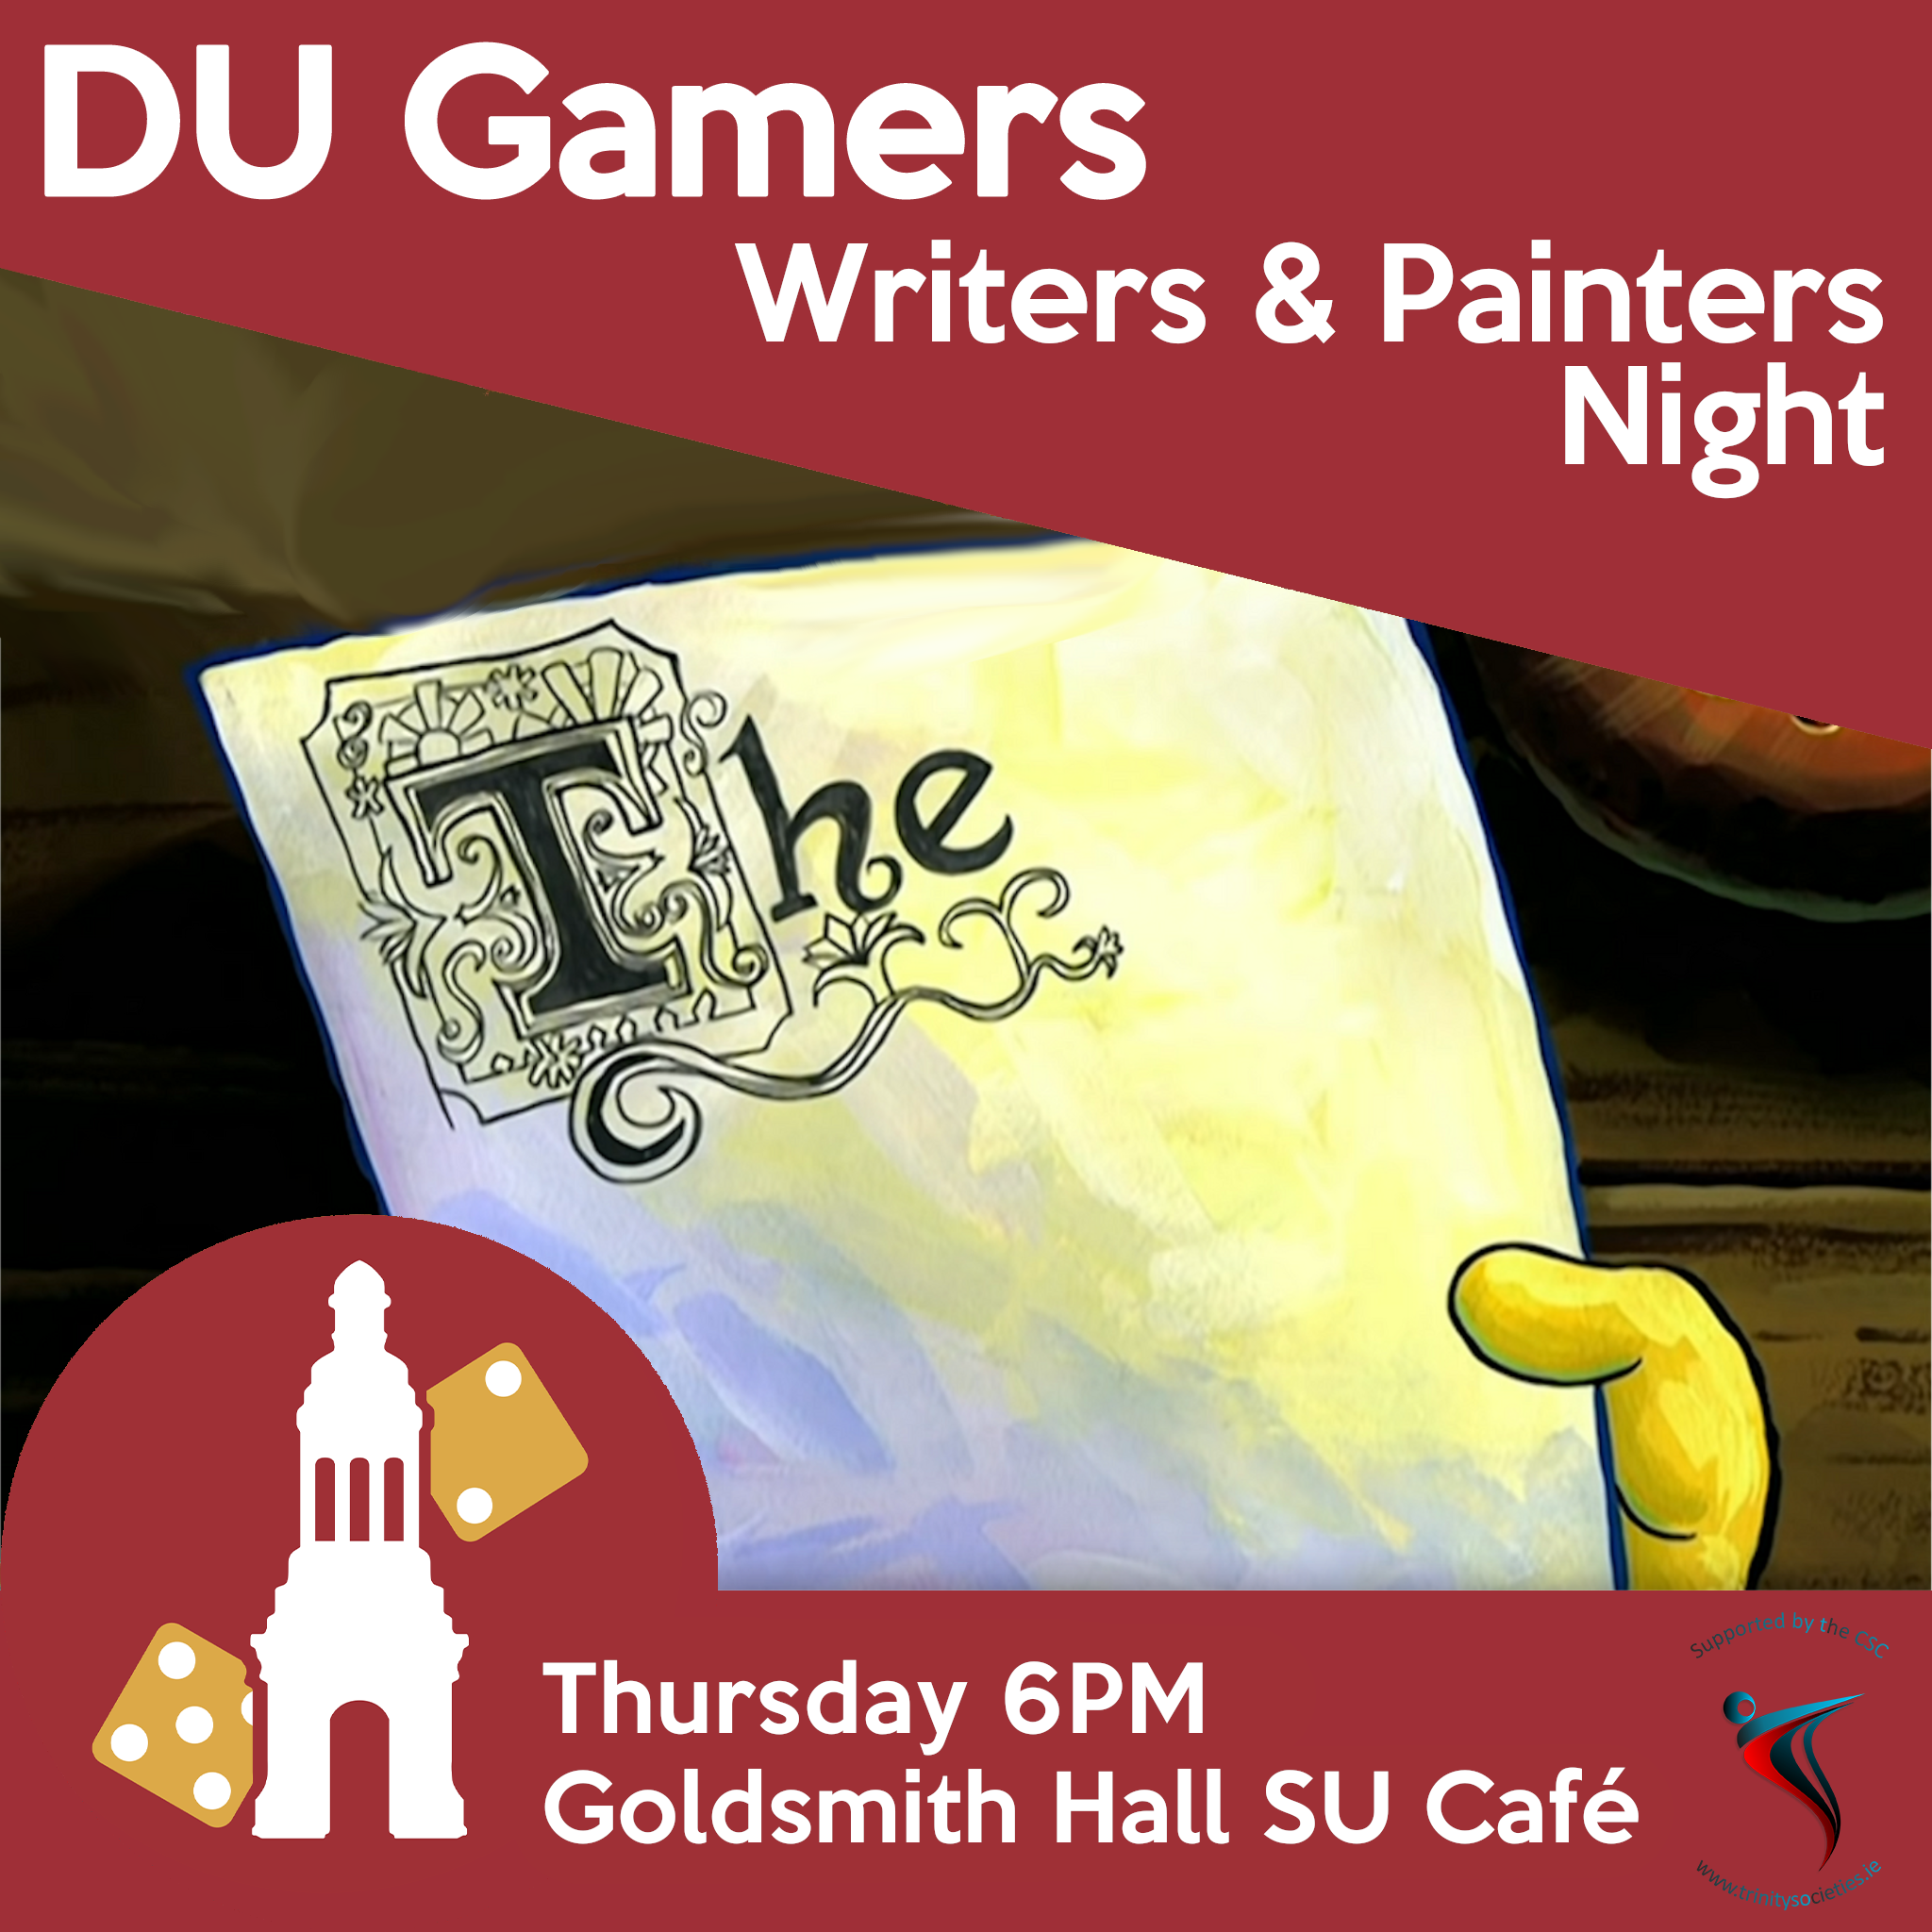 DU Gamers
Writers & Painters
Night
The
Thursday 6PM
Goldsmith Hall SU Café
Supported by the CSC
www.trinitysocieties.ie